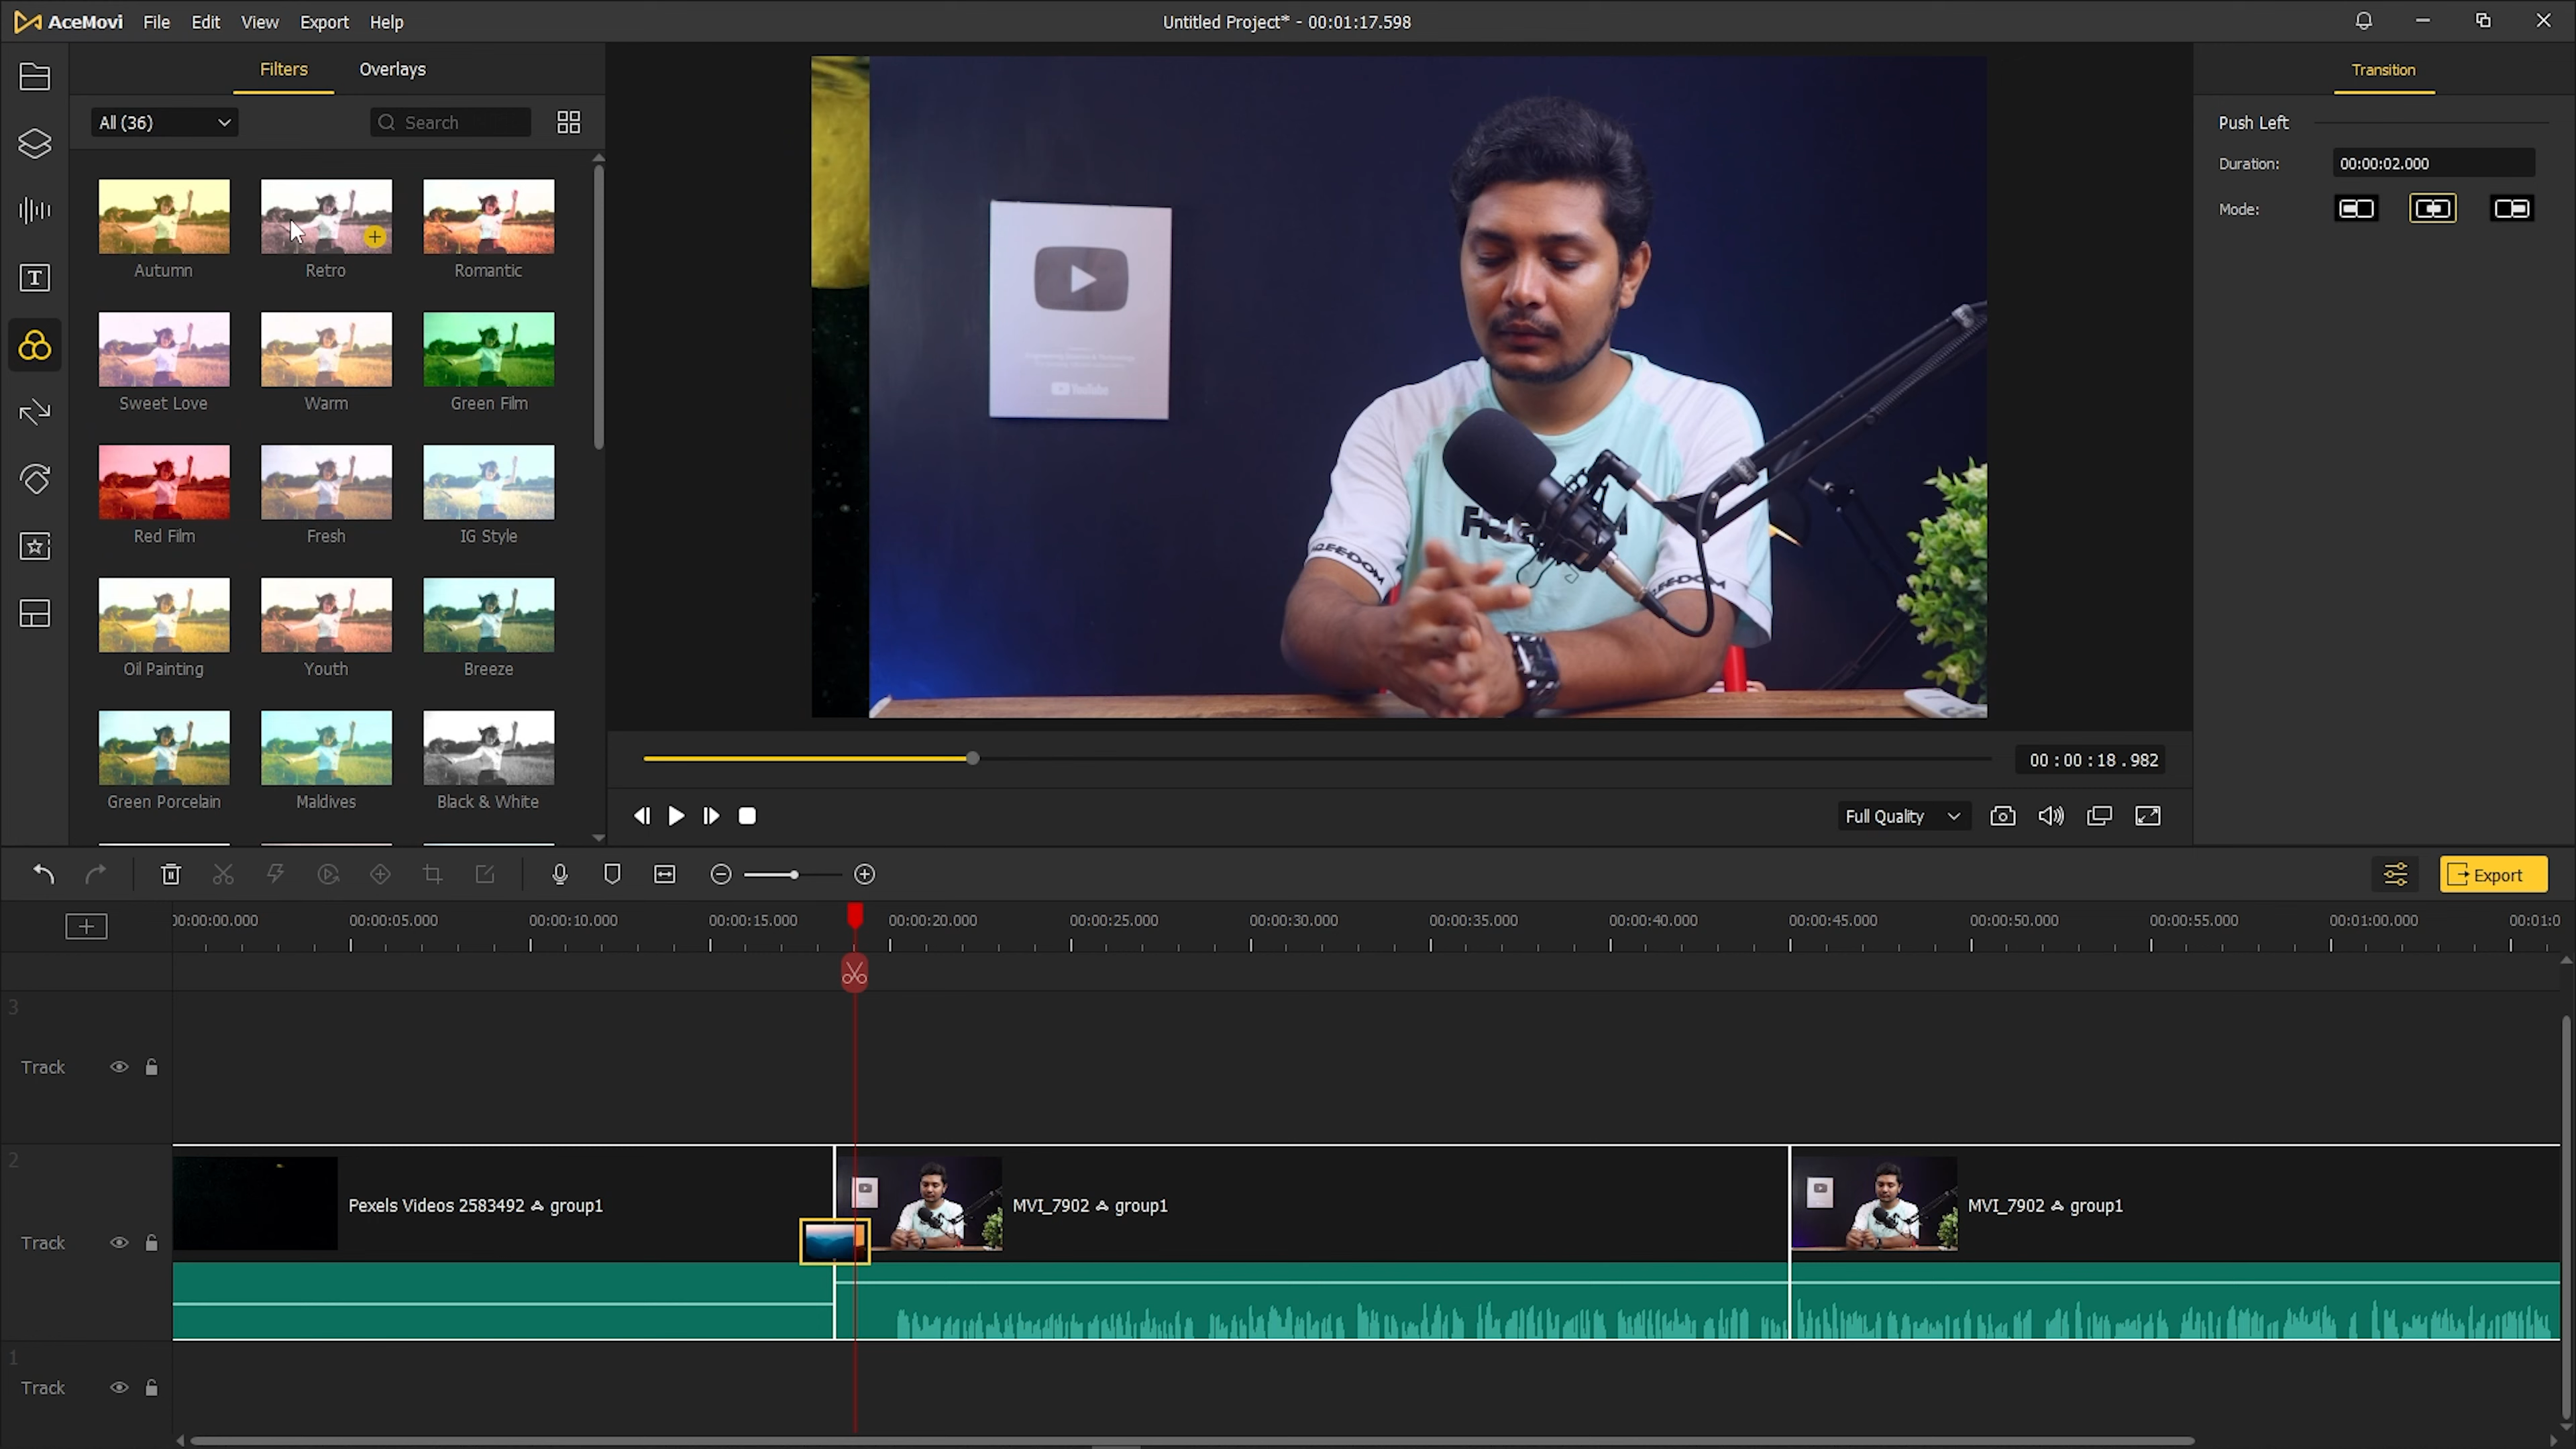 AceMovi File Edit View Export Help
Untitled Project* - 00:01:17.598
Filters Overlays
All (36)
Search
Autumn Retro Romantic
Sweet Love Warm Green Film
Red Film Fresh IG Style
Oil Painting Youth Breeze
Green Porcelain Maldives Black & White
YouTube
FREEDOM
Transition
Push Left
Duration: 00:00:02.000
Mode:
00:00:18.982
Full Quality
Export
00:00:00.000 00:00:05.000 00:00:10.000 00:00:15.000 00:00:20.000 00:00:25.000 00:00:30.000 00:00:35.000 00:00:40.000 00:00:45.000 00:00:50.000 00:00:55.000 00:01:00.000 00:01:0
3
Track
2
Pexels Videos 2583492 group1
MVI_7902 group1
MVI_7902 group1
Track
1
Track